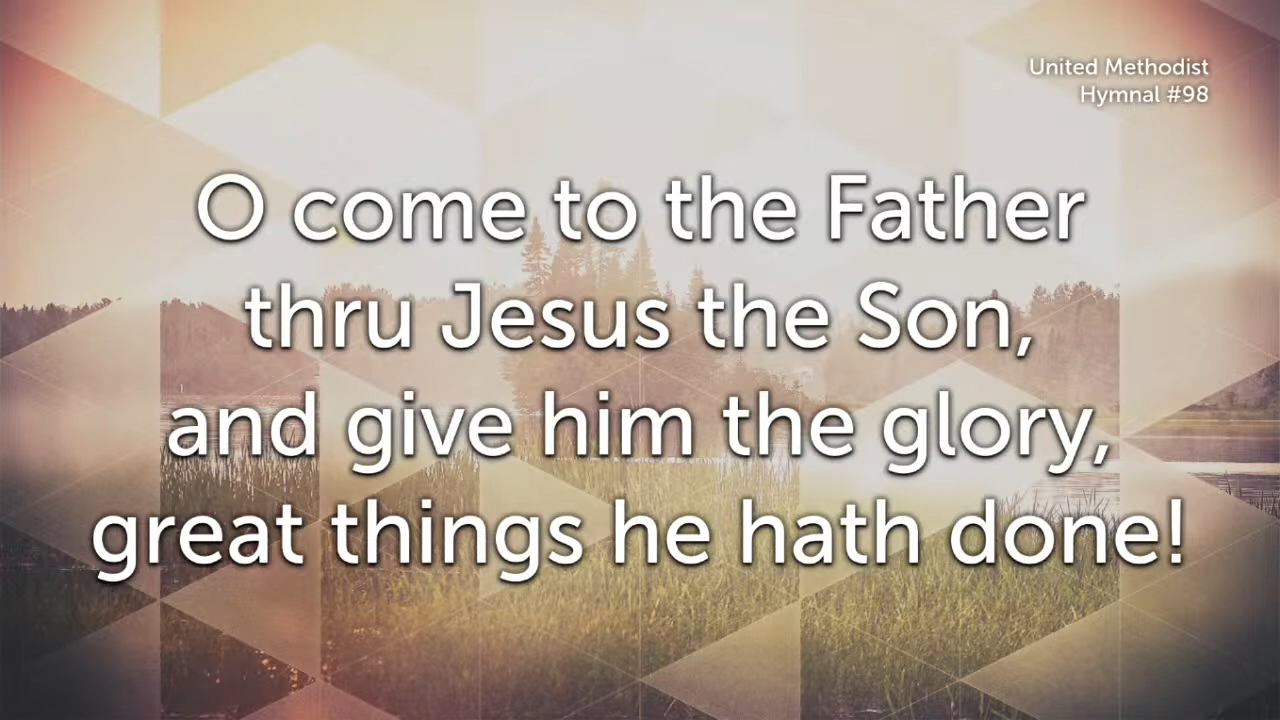 United Methodist
Hymnal #98
O come to the Father
thru Jesus the Son,
and give him the glory,
great things he hath done!